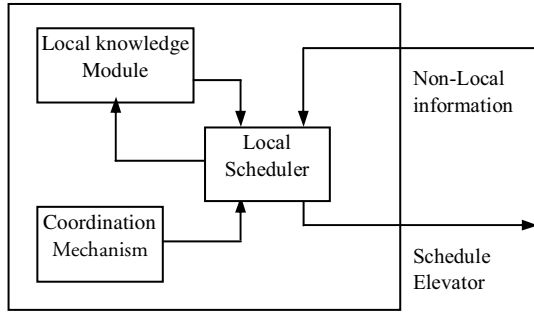 Local knowledge
Module
Non-Local
information
Local
Scheduler
Coordination
Mechanism
Schedule
Elevator